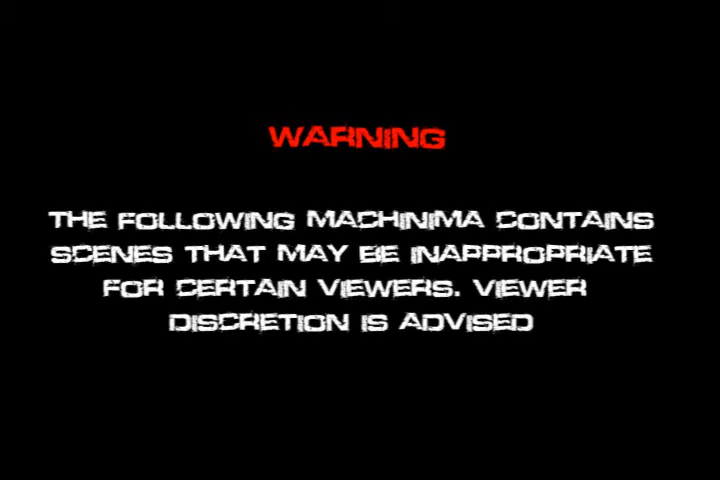 WARNING
THE FOLLOWING MACHINIMA CONTAINS
SCENES THAT MAY BE INAPPROPRIATE
FOR CERTAIN VIEWERS. VIEWER
DISCRETION IS ADVISED